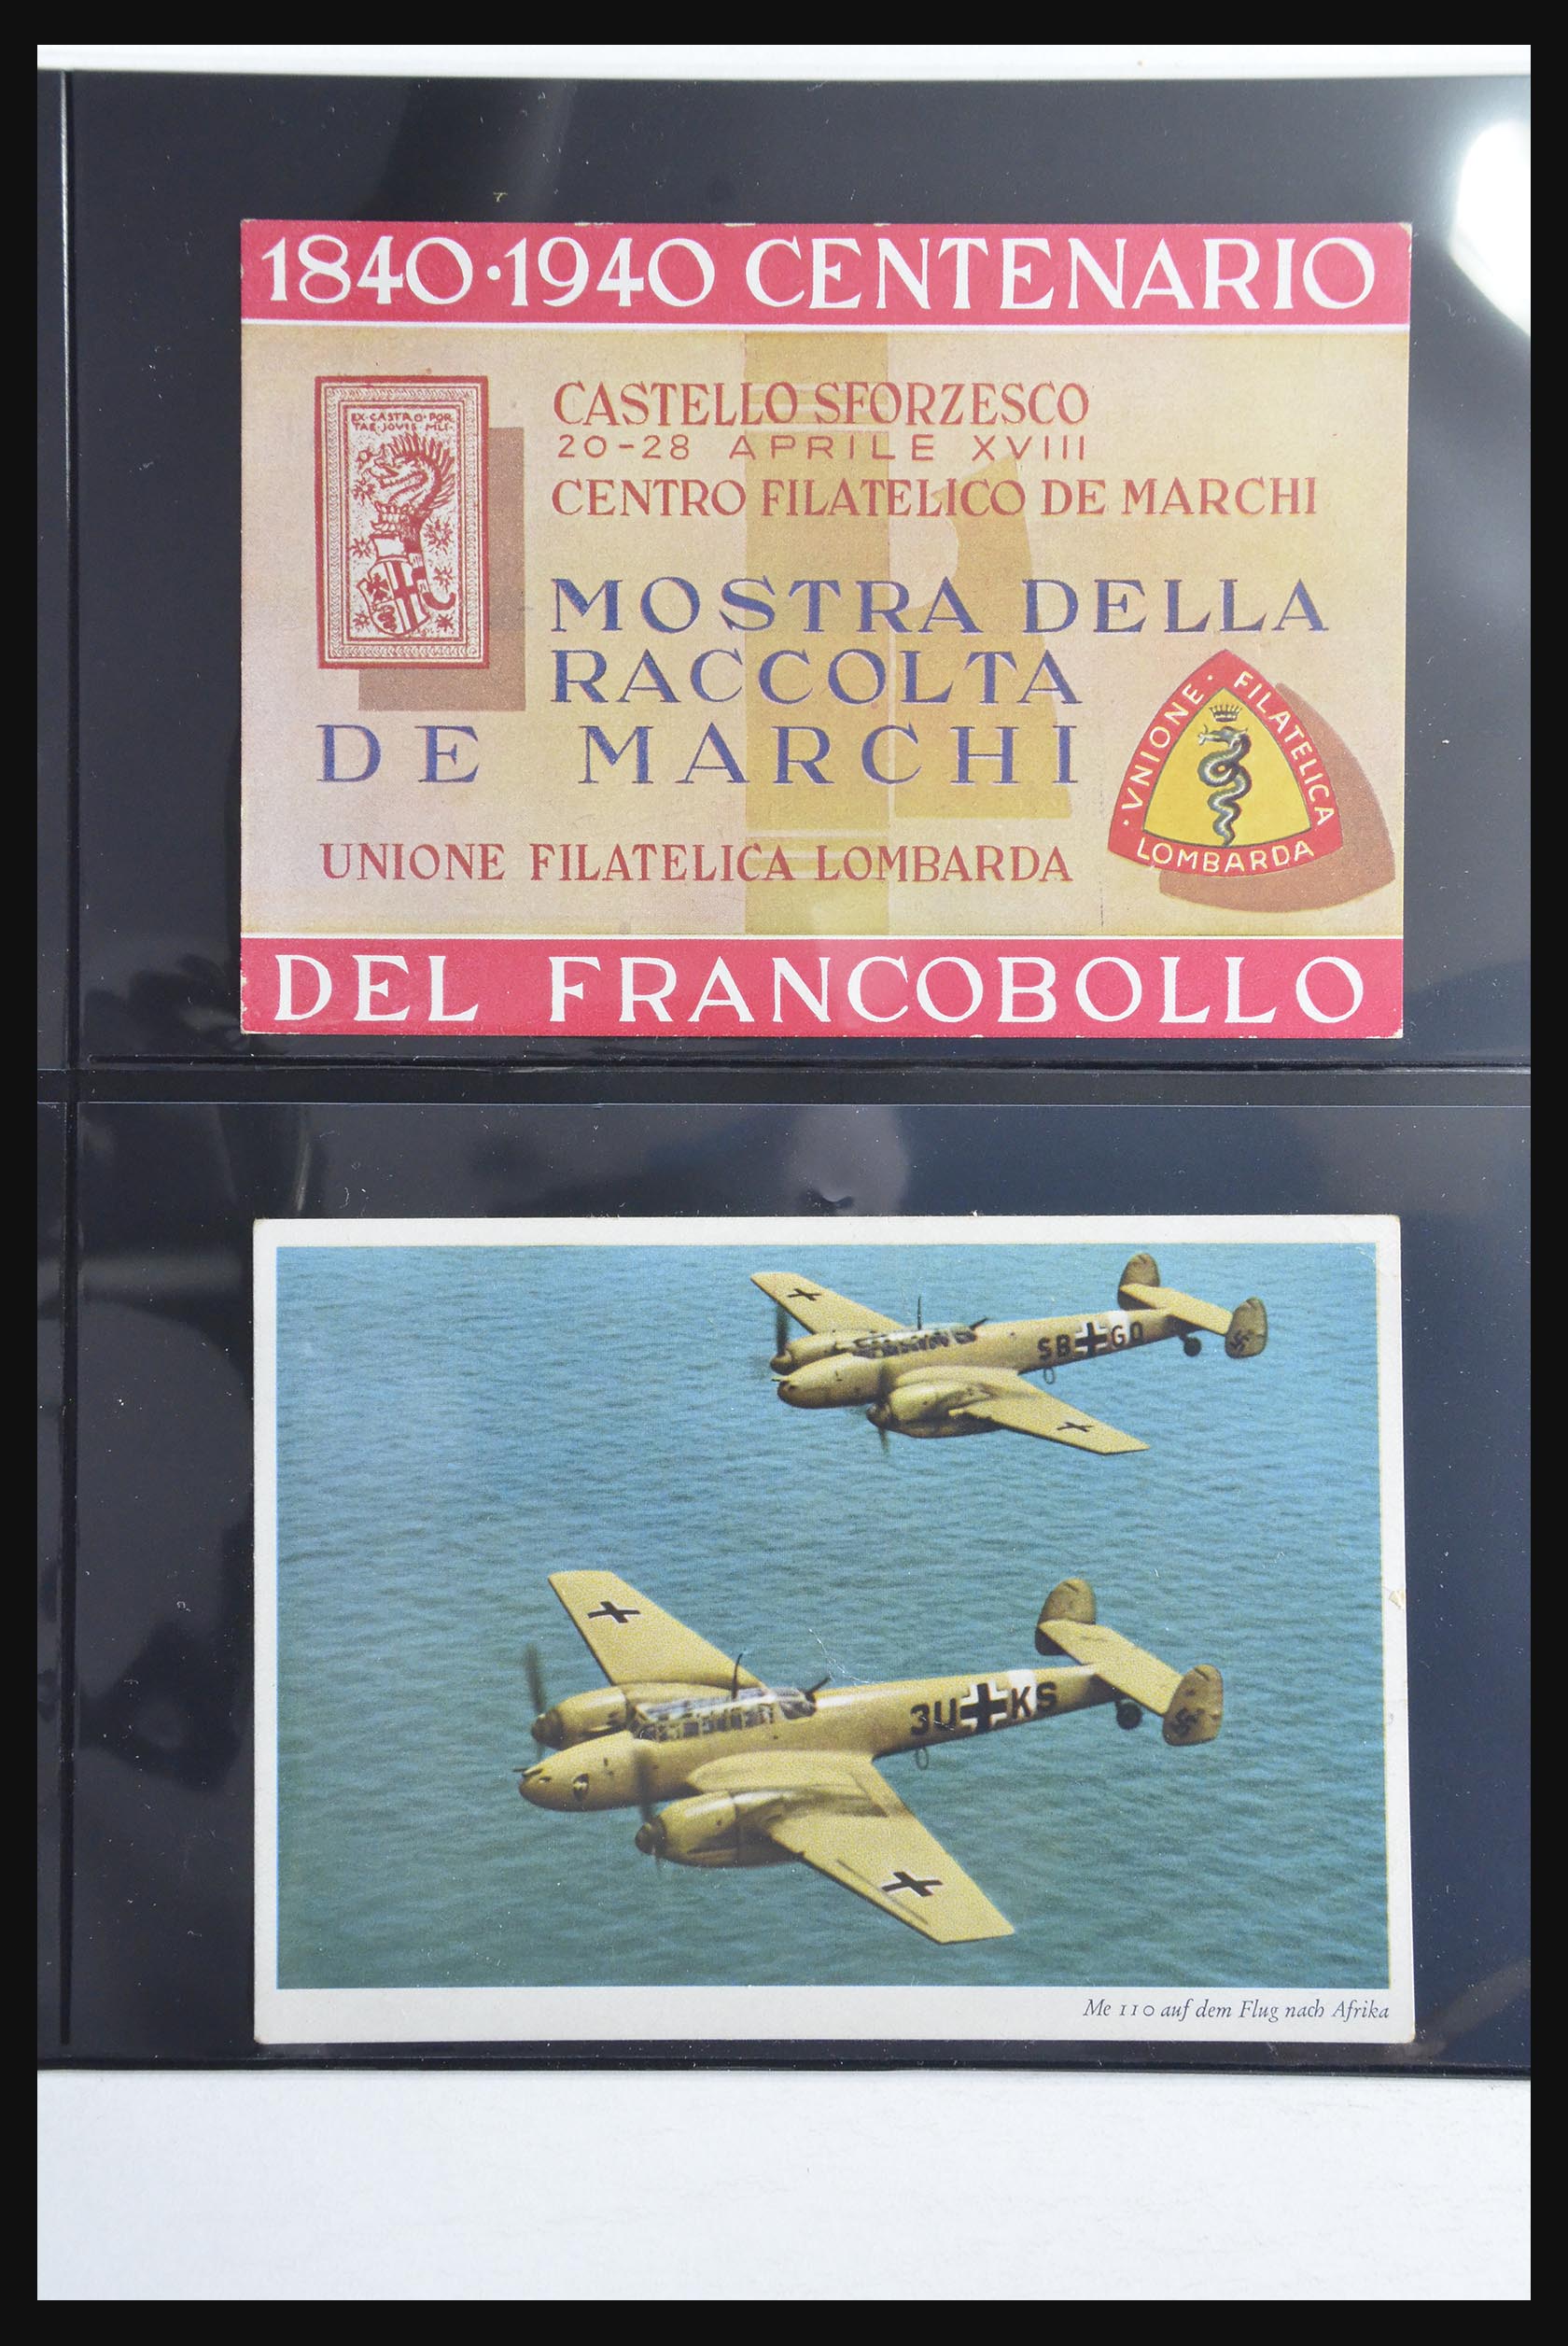 1840·1940 CENTENARIO
EX·CASTRO·POR
TAE·JOVIS·MLI·
CASTELLO SFORZESCO
20-28 APRILE XVIII
CENTRO FILATELICO DE MARCHI
MOSTRA DELLA
RACCOLTA
DE MARCHI
UNIONE FILATELICA LOMBARDA
· VNIONE · FILATELICA
LOMBARDA
DEL FRANCOBOLLO
SB GO
3U KS
Me 110 auf dem Flug nach Afrika